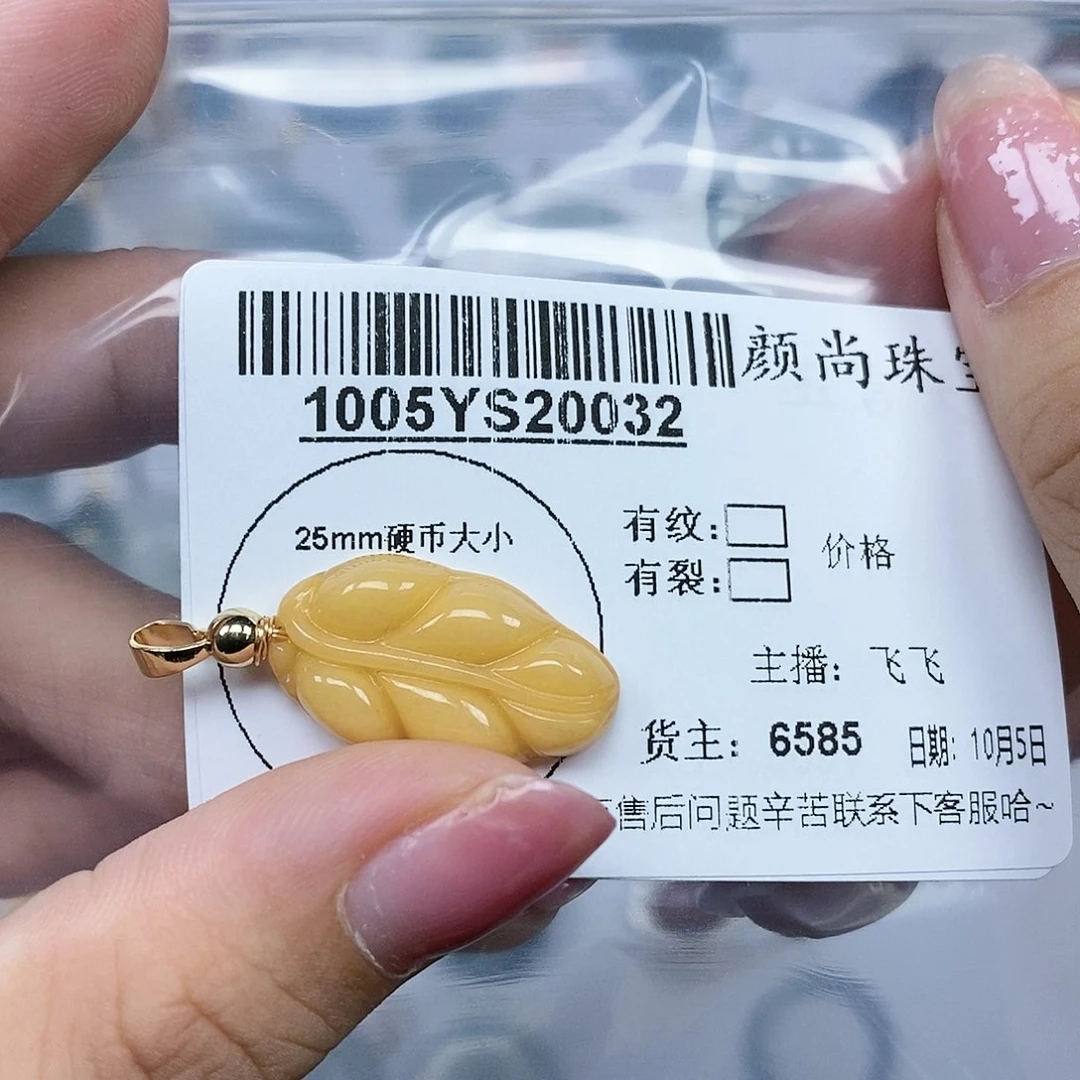 颜尚珠
1005YS20032
25mm硬币大小
有纹:
有裂:
价格
主播: 飞飞
货主: 6585
日期: 10月5日
售后问题辛苦联系下客服哈~